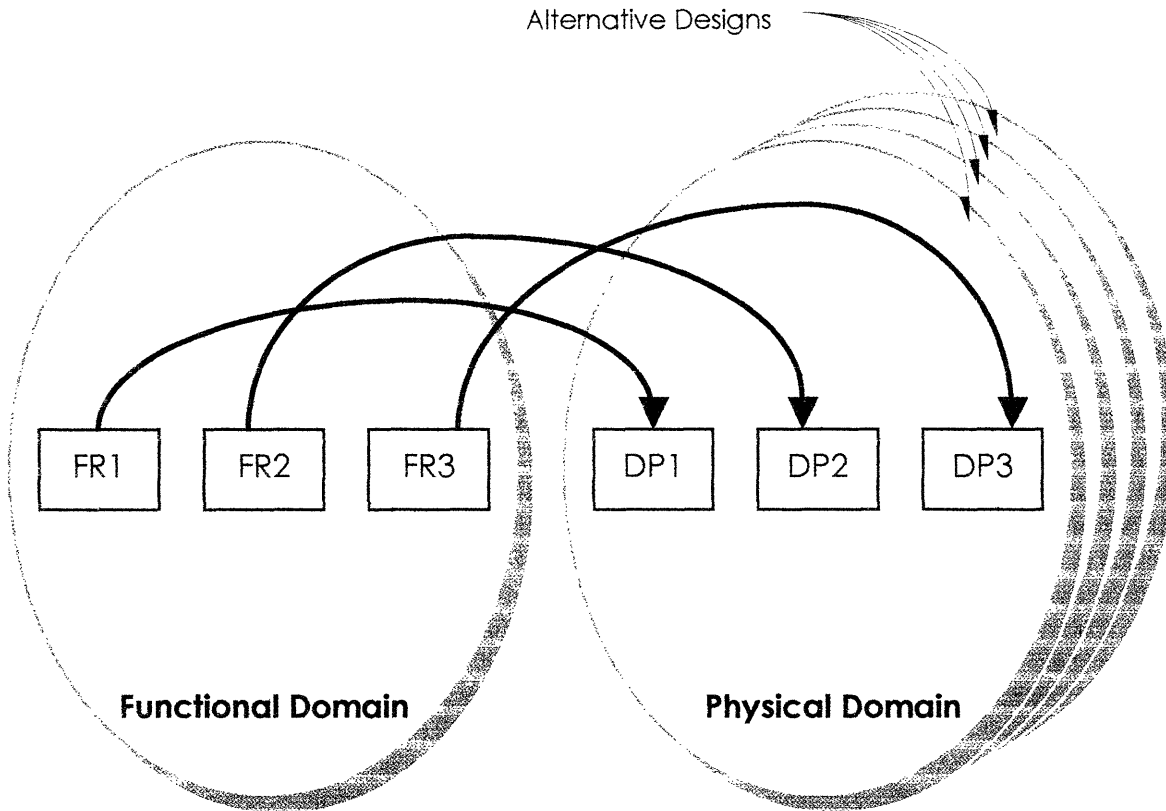 Alternative Designs
FR1 FR2 FR3 DP1 DP2 DP3
Functional Domain Physical Domain